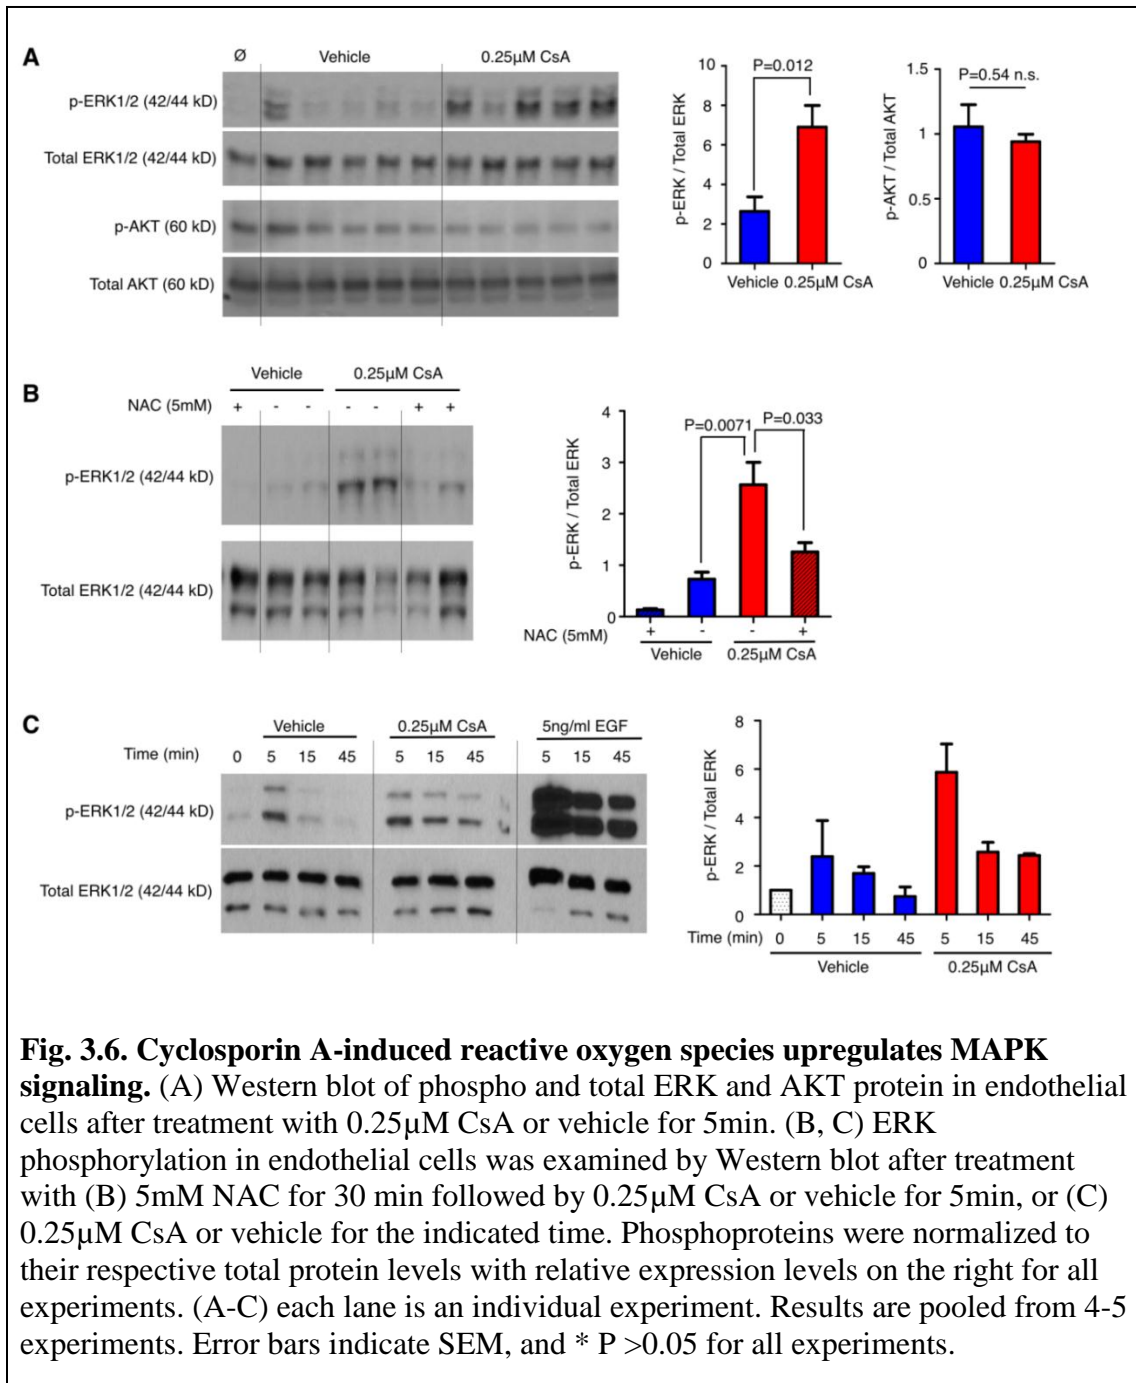 A
Ø Vehicle 0.25µM CsA
p-ERK1/2 (42/44 kD)
Total ERK1/2 (42/44 kD)
p-AKT (60 kD)
Total AKT (60 kD)
P=0.012
p-ERK / Total ERK
10
8
6
4
2
0
Vehicle 0.25µM CsA
P=0.54 n.s.
p-AKT / Total AKT
1.5
1
0.5
0
Vehicle 0.25µM CsA
B
Vehicle 0.25µM CsA
NAC (5mM) + - - - - + +
p-ERK1/2 (42/44 kD)
Total ERK1/2 (42/44 kD)
P=0.0071 P=0.033
p-ERK / Total ERK
4
3
2
1
0
NAC (5mM) + - - +
Vehicle 0.25µM CsA
C
Vehicle 0.25µM CsA 5ng/ml EGF
Time (min) 0 5 15 45 5 15 45 5 15 45
p-ERK1/2 (42/44 kD)
Total ERK1/2 (42/44 kD)
p-ERK / Total ERK
8
6
4
2
0
Time (min) 0 5 15 45 5 15 45
Vehicle 0.25µM CsA
Fig. 3.6. Cyclosporin A-induced reactive oxygen species upregulates MAPK
signaling. (A) Western blot of phospho and total ERK and AKT protein in endothelial
cells after treatment with 0.25µM CsA or vehicle for 5min. (B, C) ERK
phosphorylation in endothelial cells was examined by Western blot after treatment
with (B) 5mM NAC for 30 min followed by 0.25µM CsA or vehicle for 5min, or (C)
0.25µM CsA or vehicle for the indicated time. Phosphoproteins were normalized to
their respective total protein levels with relative expression levels on the right for all
experiments. (A-C) each lane is an individual experiment. Results are pooled from 4-5
experiments. Error bars indicate SEM, and * P >0.05 for all experiments.